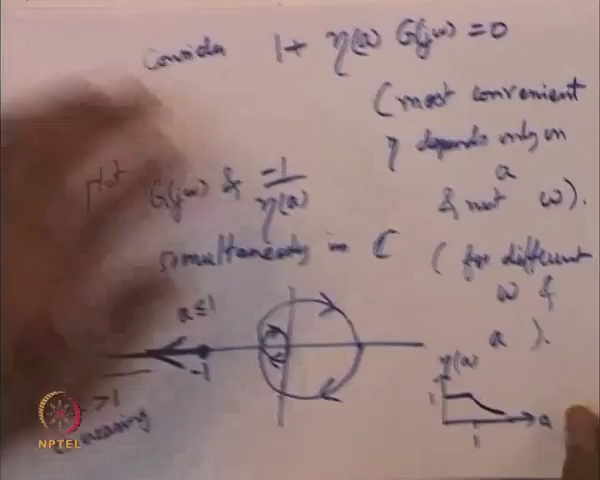 Consider 1 + η(a) G(jω) = 0
(most convenient
η depends only on
a
& not ω).
plot G(jω) & -1/η(a)
simultaneously in ℂ (for different
ω &
a).
a≤1
-1
a>1
increasing
η(a)
1
1
a
NPTEL